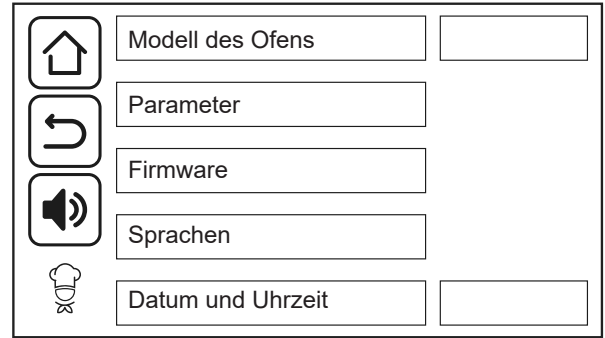 Modell des Ofens
Parameter
Firmware
Sprachen
Datum und Uhrzeit